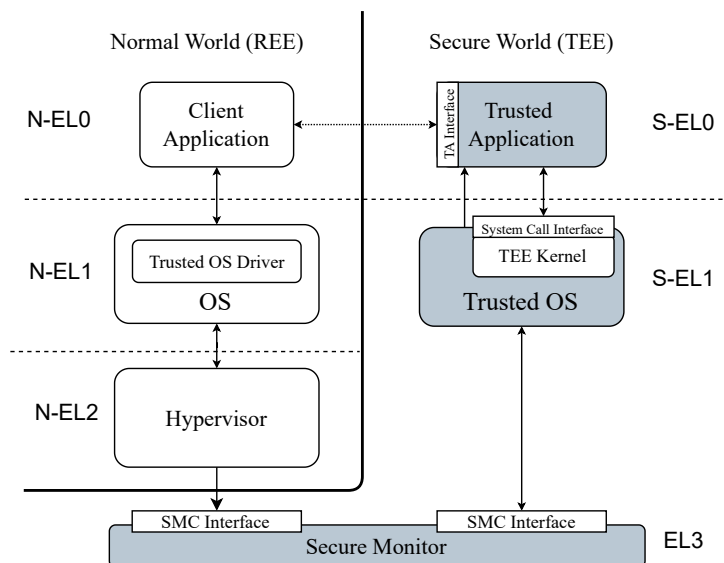 Normal World (REE)
Secure World (TEE)
N-EL0
Client
Application
TA Interface
Trusted
Application
S-EL0
N-EL1
Trusted OS Driver
OS
System Call Interface
TEE Kernel
Trusted OS
S-EL1
N-EL2
Hypervisor
SMC Interface
SMC Interface
Secure Monitor
EL3